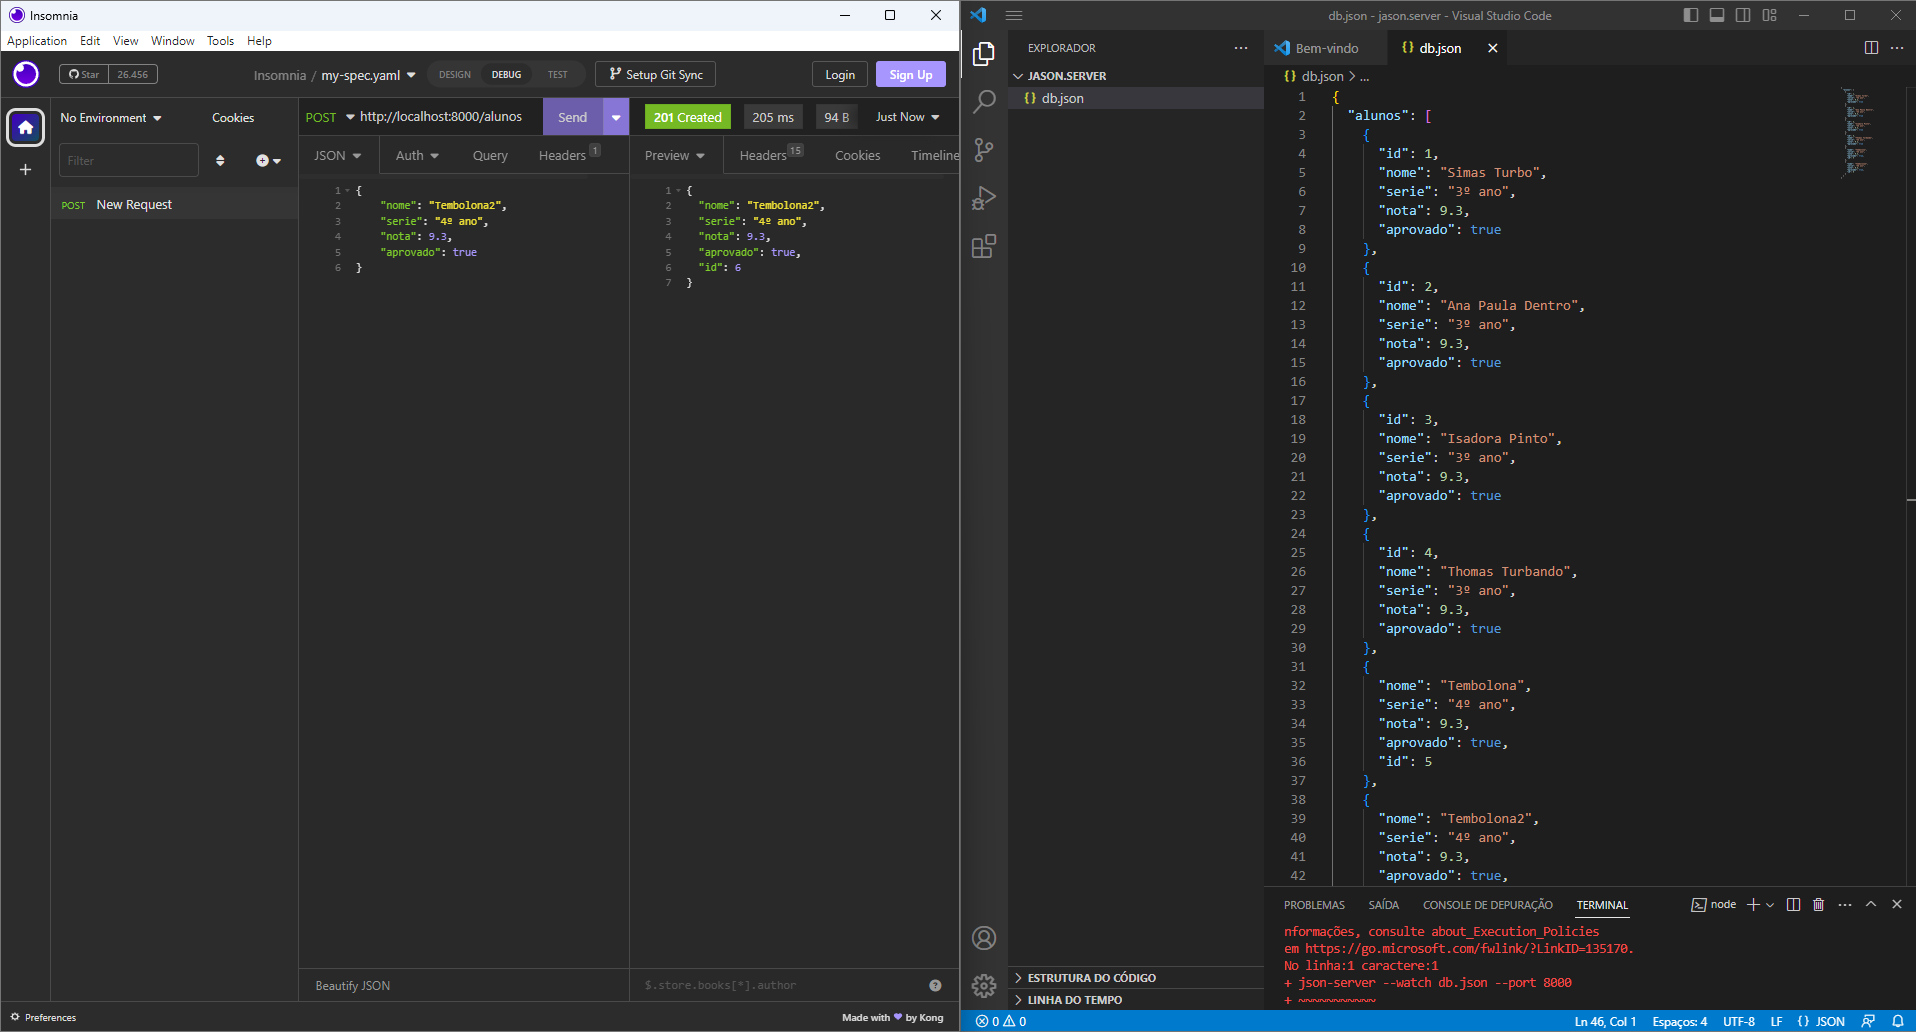 Insomnia
Application Edit View Window Tools Help
Star 26.456
Insomnia / my-spec.yaml
DESIGN DEBUG TEST
Setup Git Sync
Login
Sign Up
No Environment
Cookies
Filter
POST New Request
POST http://localhost:8000/alunos
Send
JSON Auth Query Headers 1
1 {
2 "nome": "Tembolona2",
3 "serie": "4º ano",
4 "nota": 9.3,
5 "aprovado": true
6 }
Beautify JSON
201 Created 205 ms 94 B Just Now
Preview Headers 15 Cookies Timeline
1 {
2 "nome": "Tembolona2",
3 "serie": "4º ano",
4 "nota": 9.3,
5 "aprovado": true,
6 "id": 6
7 }
$.store.books[*].author
?
Preferences
Made with ♥ by Kong
db.json - jason.server - Visual Studio Code
EXPLORADOR
JASON.SERVER
{} db.json
ESTRUTURA DO CÓDIGO
LINHA DO TEMPO
Bem-vindo
{} db.json
{} db.json > ...
1 {
2 "alunos": [
3 {
4 "id": 1,
5 "nome": "Simas Turbo",
6 "serie": "3º ano",
7 "nota": 9.3,
8 "aprovado": true
9 },
10 {
11 "id": 2,
12 "nome": "Ana Paula Dentro",
13 "serie": "3º ano",
14 "nota": 9.3,
15 "aprovado": true
16 },
17 {
18 "id": 3,
19 "nome": "Isadora Pinto",
20 "serie": "3º ano",
21 "nota": 9.3,
22 "aprovado": true
23 },
24 {
25 "id": 4,
26 "nome": "Thomas Turbando",
27 "serie": "3º ano",
28 "nota": 9.3,
29 "aprovado": true
30 },
31 {
32 "nome": "Tembolona",
33 "serie": "4º ano",
34 "nota": 9.3,
35 "aprovado": true,
36 "id": 5
37 },
38 {
39 "nome": "Tembolona2",
40 "serie": "4º ano",
41 "nota": 9.3,
42 "aprovado": true,
PROBLEMAS SAÍDA CONSOLE DE DEPURAÇÃO TERMINAL
node
nformações, consulte about_Execution_Policies
em https://go.microsoft.com/fwlink/?LinkID=135170.
No linha:1 caractere:1
+ json-server --watch db.json --port 8000
+ ~~~~~~~~~~~
0 0
Ln 46, Col 1 Espaços: 4 UTF-8 LF {} JSON